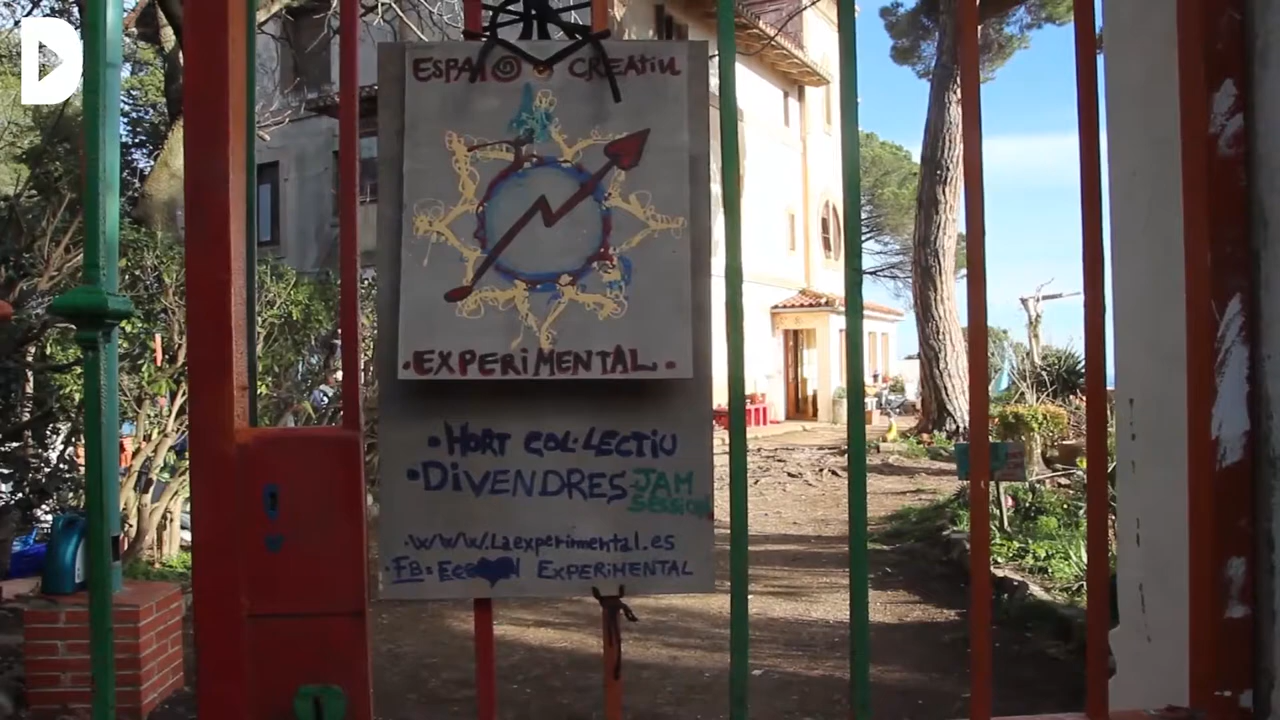 ESPAI CREATIU
•EXPERIMENTAL•
•HORT COL·LECTIU
•DIVENDRES JAM SESSION
•WWW.Laexperimental.es
•FB: EXPERIMENTAL